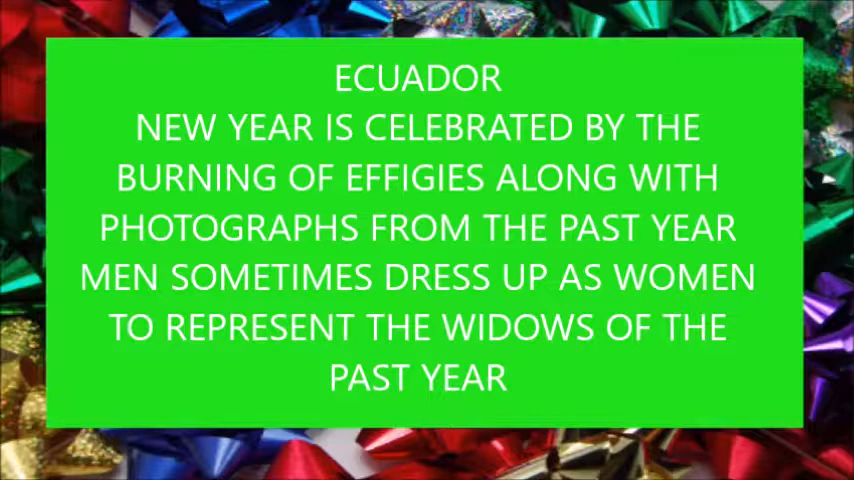 ECUADOR
NEW YEAR IS CELEBRATED BY THE
BURNING OF EFFIGIES ALONG WITH
PHOTOGRAPHS FROM THE PAST YEAR
MEN SOMETIMES DRESS UP AS WOMEN
TO REPRESENT THE WIDOWS OF THE
PAST YEAR